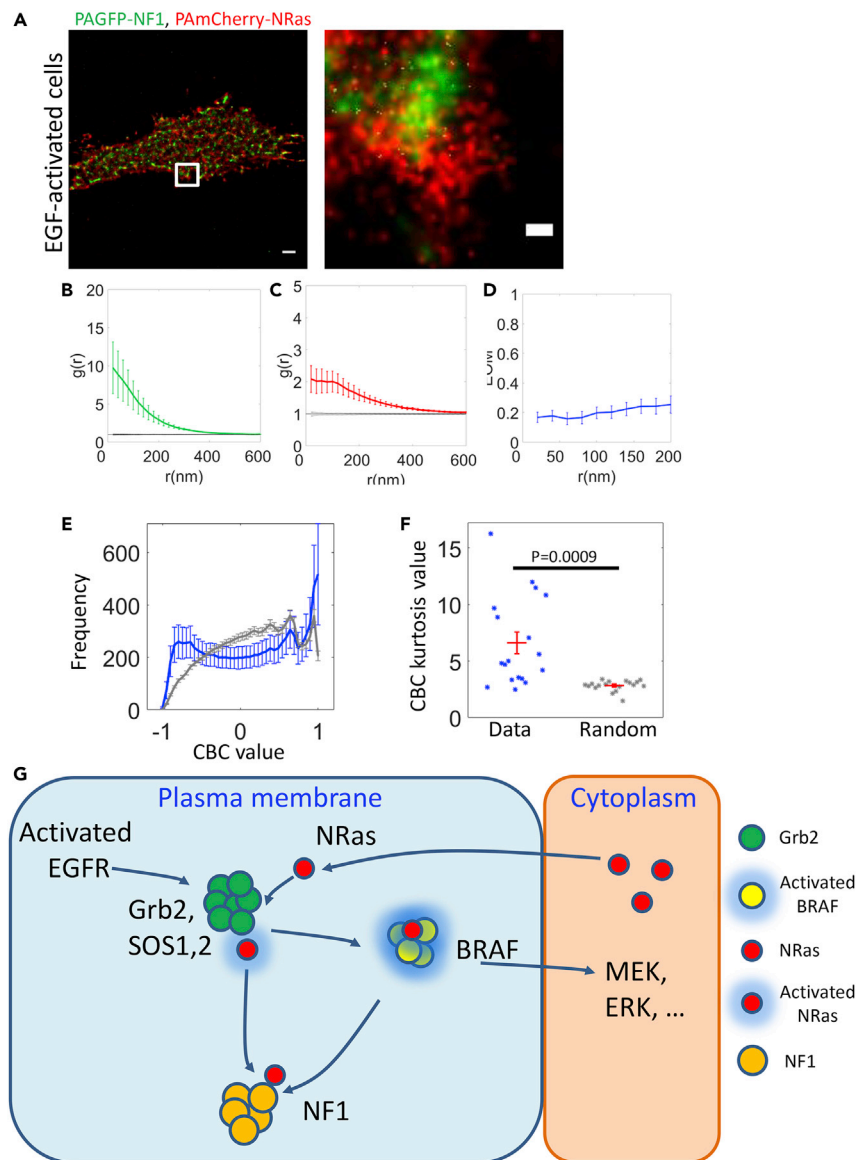 A
PAGFP-NF1, PAmCherry-NRas
EGF-activated cells
B
20
15
10
5
0
g(r)
0
200
400
600
r(nm)
C
5
4
3
2
1
0
g(r)
0
200
400
600
r(nm)
D
1
0.8
0.6
0.4
0.2
0
0
50
100
150
200
r(nm)
E
600
400
200
0
Frequency
-1
0
1
CBC value
F
15
10
5
0
CBC kurtosis value
P=0.0009
Data
Random
G
Plasma membrane
Cytoplasm
Activated
EGFR
NRas
Grb2,
SOS1,2
BRAF
NF1
MEK,
ERK, ...
Grb2
Activated
BRAF
NRas
Activated
NRas
NF1